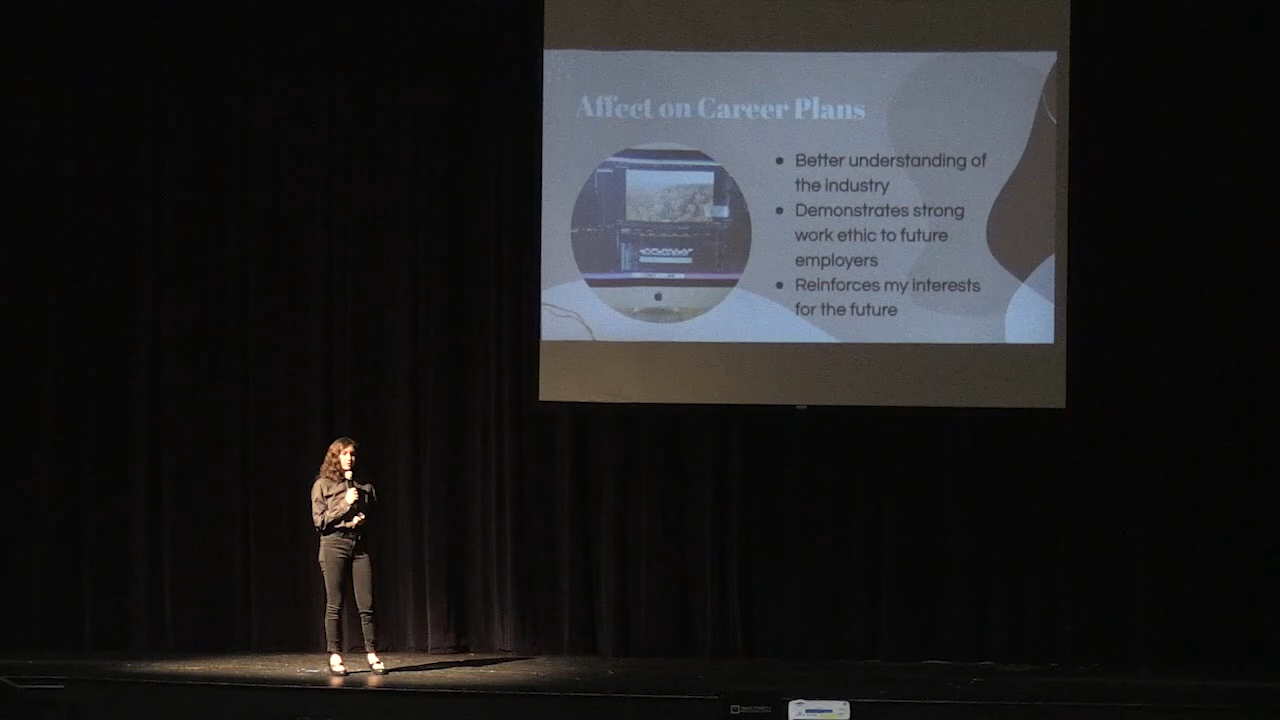 Affect on Career Plans
● Better understanding of
the industry
● Demonstrates strong
work ethic to future
employers
● Reinforces my interests
for the future